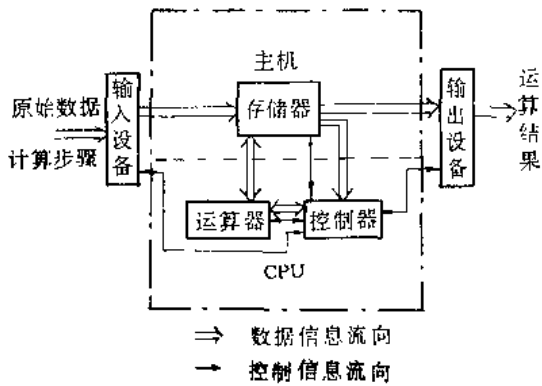 主机
原始数据
计算步骤
输入设备
存储器
输出设备
运算结果
运算器
控制器
CPU
数据信息流向
控制信息流向